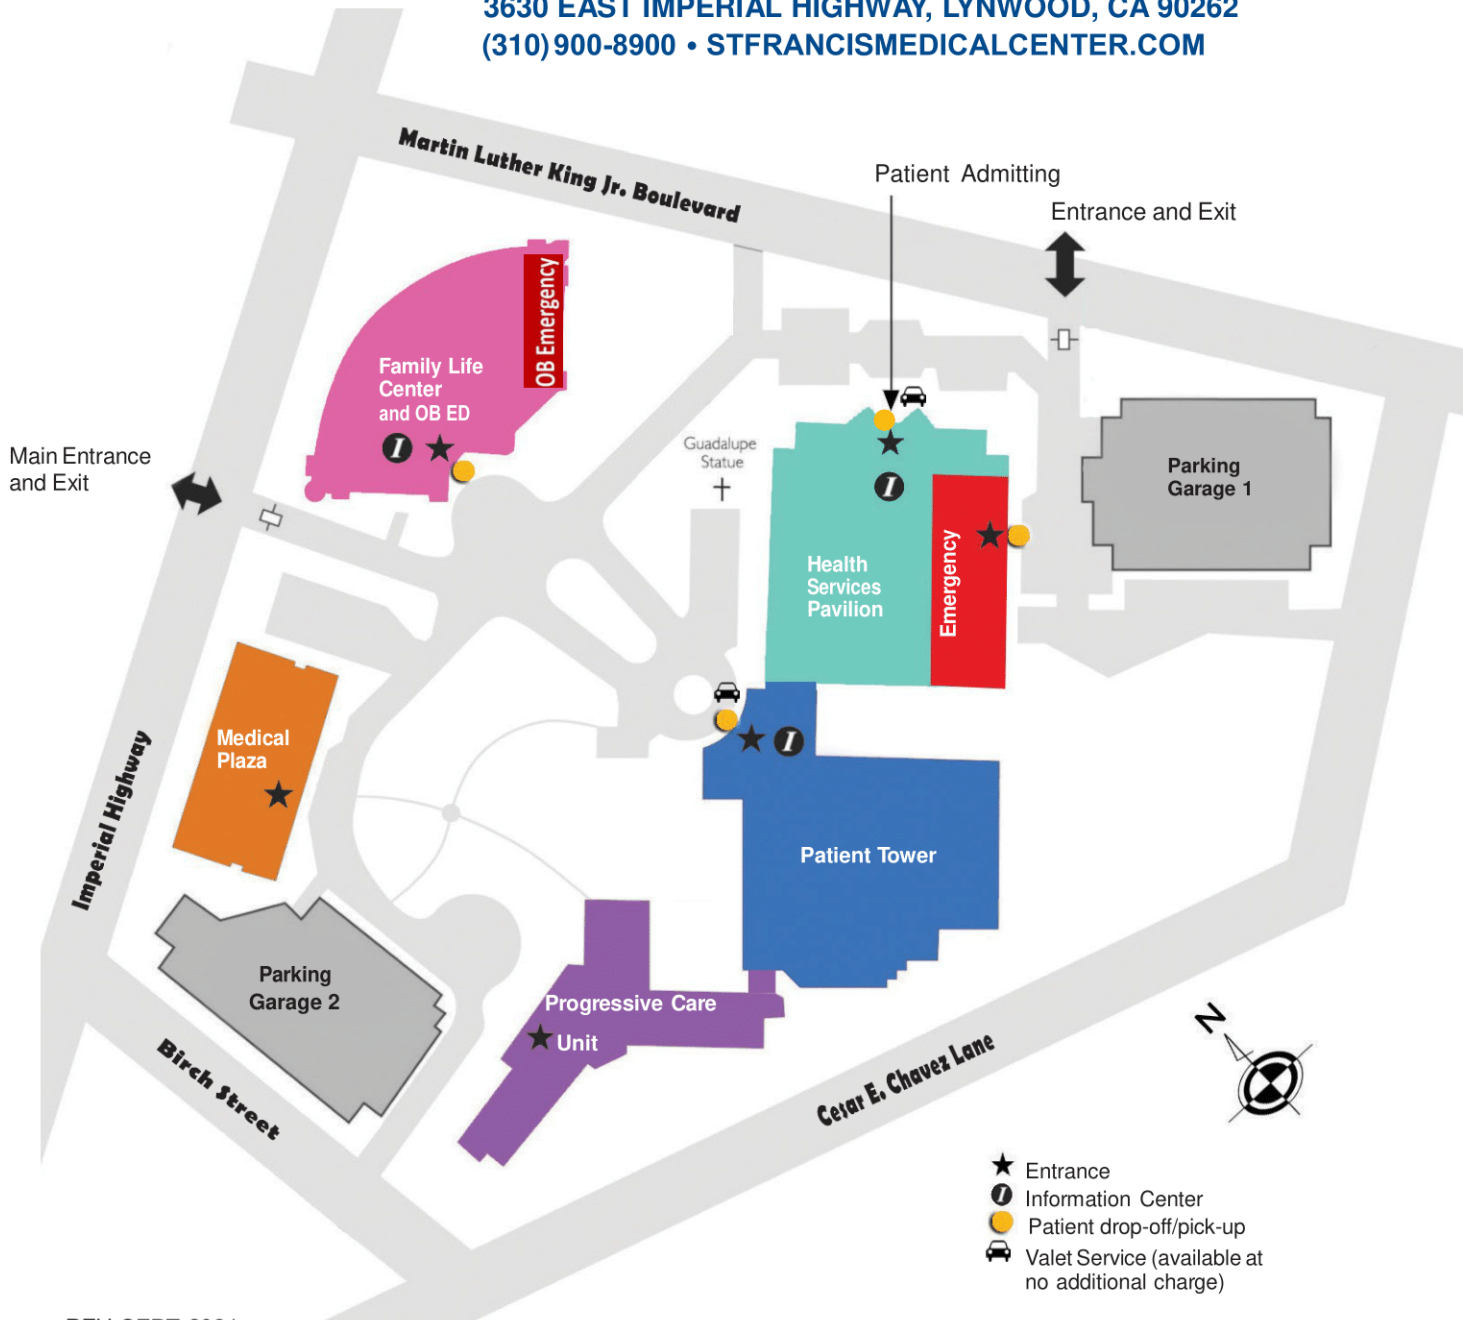 3630 EAST IMPERIAL HIGHWAY, LYNWOOD, CA 90262
(310) 900-8900 • STFRANCISMEDICALCENTER.COM
Martin Luther King Jr. Boulevard
Patient Admitting
Entrance and Exit
OB Emergency
Family Life
Center
and OB ED
I
Main Entrance
and Exit
Guadalupe
Statue
I
Parking
Garage 1
Emergency
Health
Services
Pavilion
Medical
Plaza
I
Imperial Highway
Patient Tower
Parking
Garage 2
Progressive Care
Unit
Birch Street
Cesar E. Chavez Lane
N
Entrance
I Information Center
Patient drop-off/pick-up
Valet Service (available at
no additional charge)